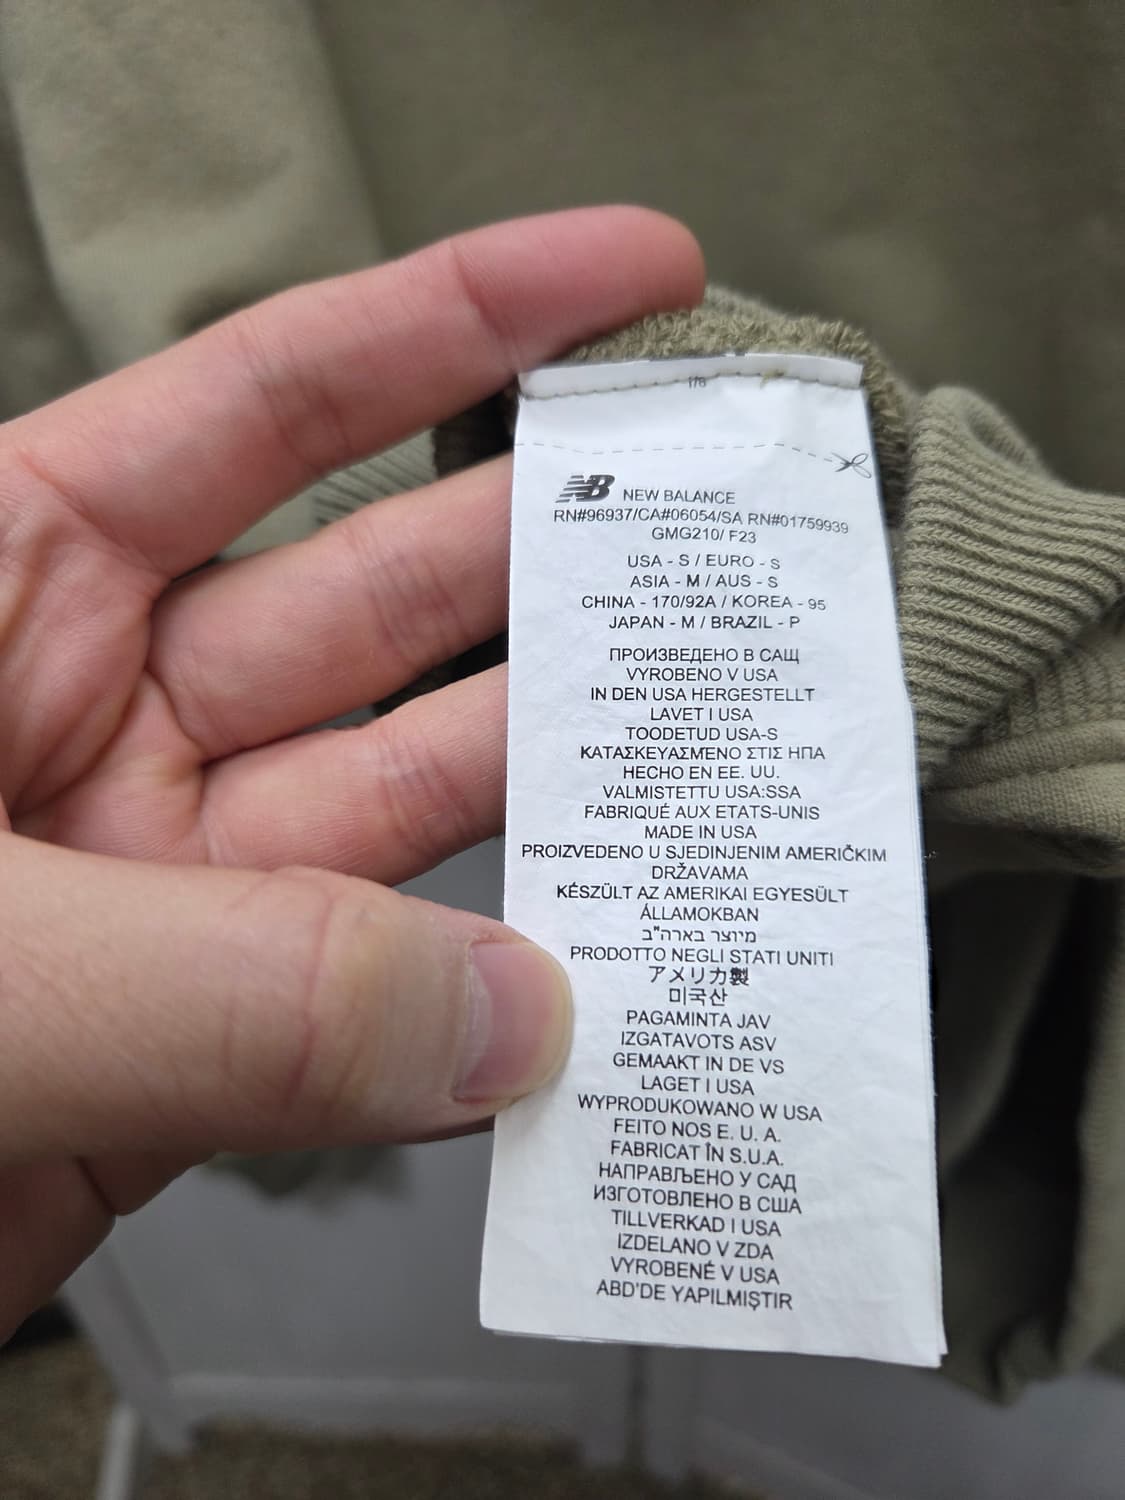 1/8
NB NEW BALANCE
RN#96937/CA#06054/SA RN#01759939
GMG210/ F23
USA - S / EURO - S
ASIA - M / AUS - S
CHINA - 170/92A / KOREA - 95
JAPAN - M / BRAZIL - P
ПРОИЗВЕДЕНО В САЩ
VYROBENO V USA
IN DEN USA HERGESTELLT
LAVET I USA
TOODETUD USA-S
ΚΑΤΑΣΚΕΥΑΣΜΈΝΟ ΣΤΙΣ ΗΠΑ
HECHO EN EE. UU.
VALMISTETTU USA:SSA
FABRIQUÉ AUX ETATS-UNIS
MADE IN USA
PROIZVEDENO U SJEDINJENIM AMERIČKIM
DRŽAVAMA
KÉSZÜLT AZ AMERIKAI EGYESÜLT
ÁLLAMOKBAN
מיוצר בארה"ב
PRODOTTO NEGLI STATI UNITI
アメリカ製
미국산
PAGAMINTA JAV
IZGATAVOTS ASV
GEMAAKT IN DE VS
LAGET I USA
WYPRODUKOWANO W USA
FEITO NOS E. U. A.
FABRICAT ÎN S.U.A.
НАПРАВЉЕНО У САД
ИЗГОТОВЛЕНО В США
TILLVERKAD I USA
IZDELANO V ZDA
VYROBENÉ V USA
ABD'DE YAPILMIŞTIR